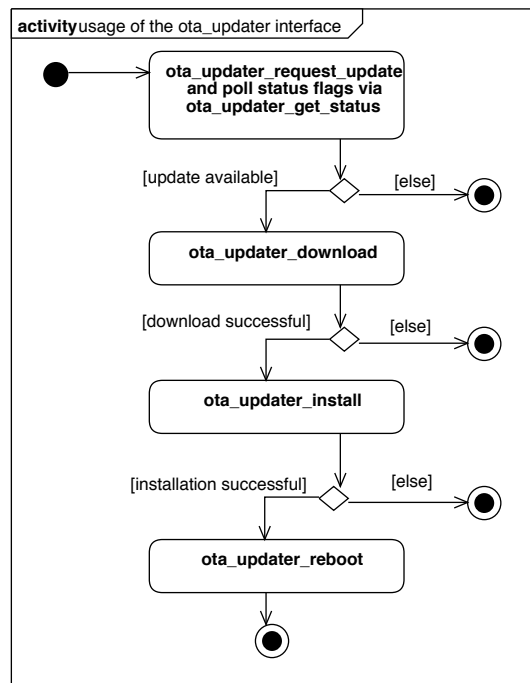 activity usage of the ota_updater interface
ota_updater_request_update
and poll status flags via
ota_updater_get_status
[update available]
[else]
ota_updater_download
[download successful]
[else]
ota_updater_install
[installation successful]
[else]
ota_updater_reboot